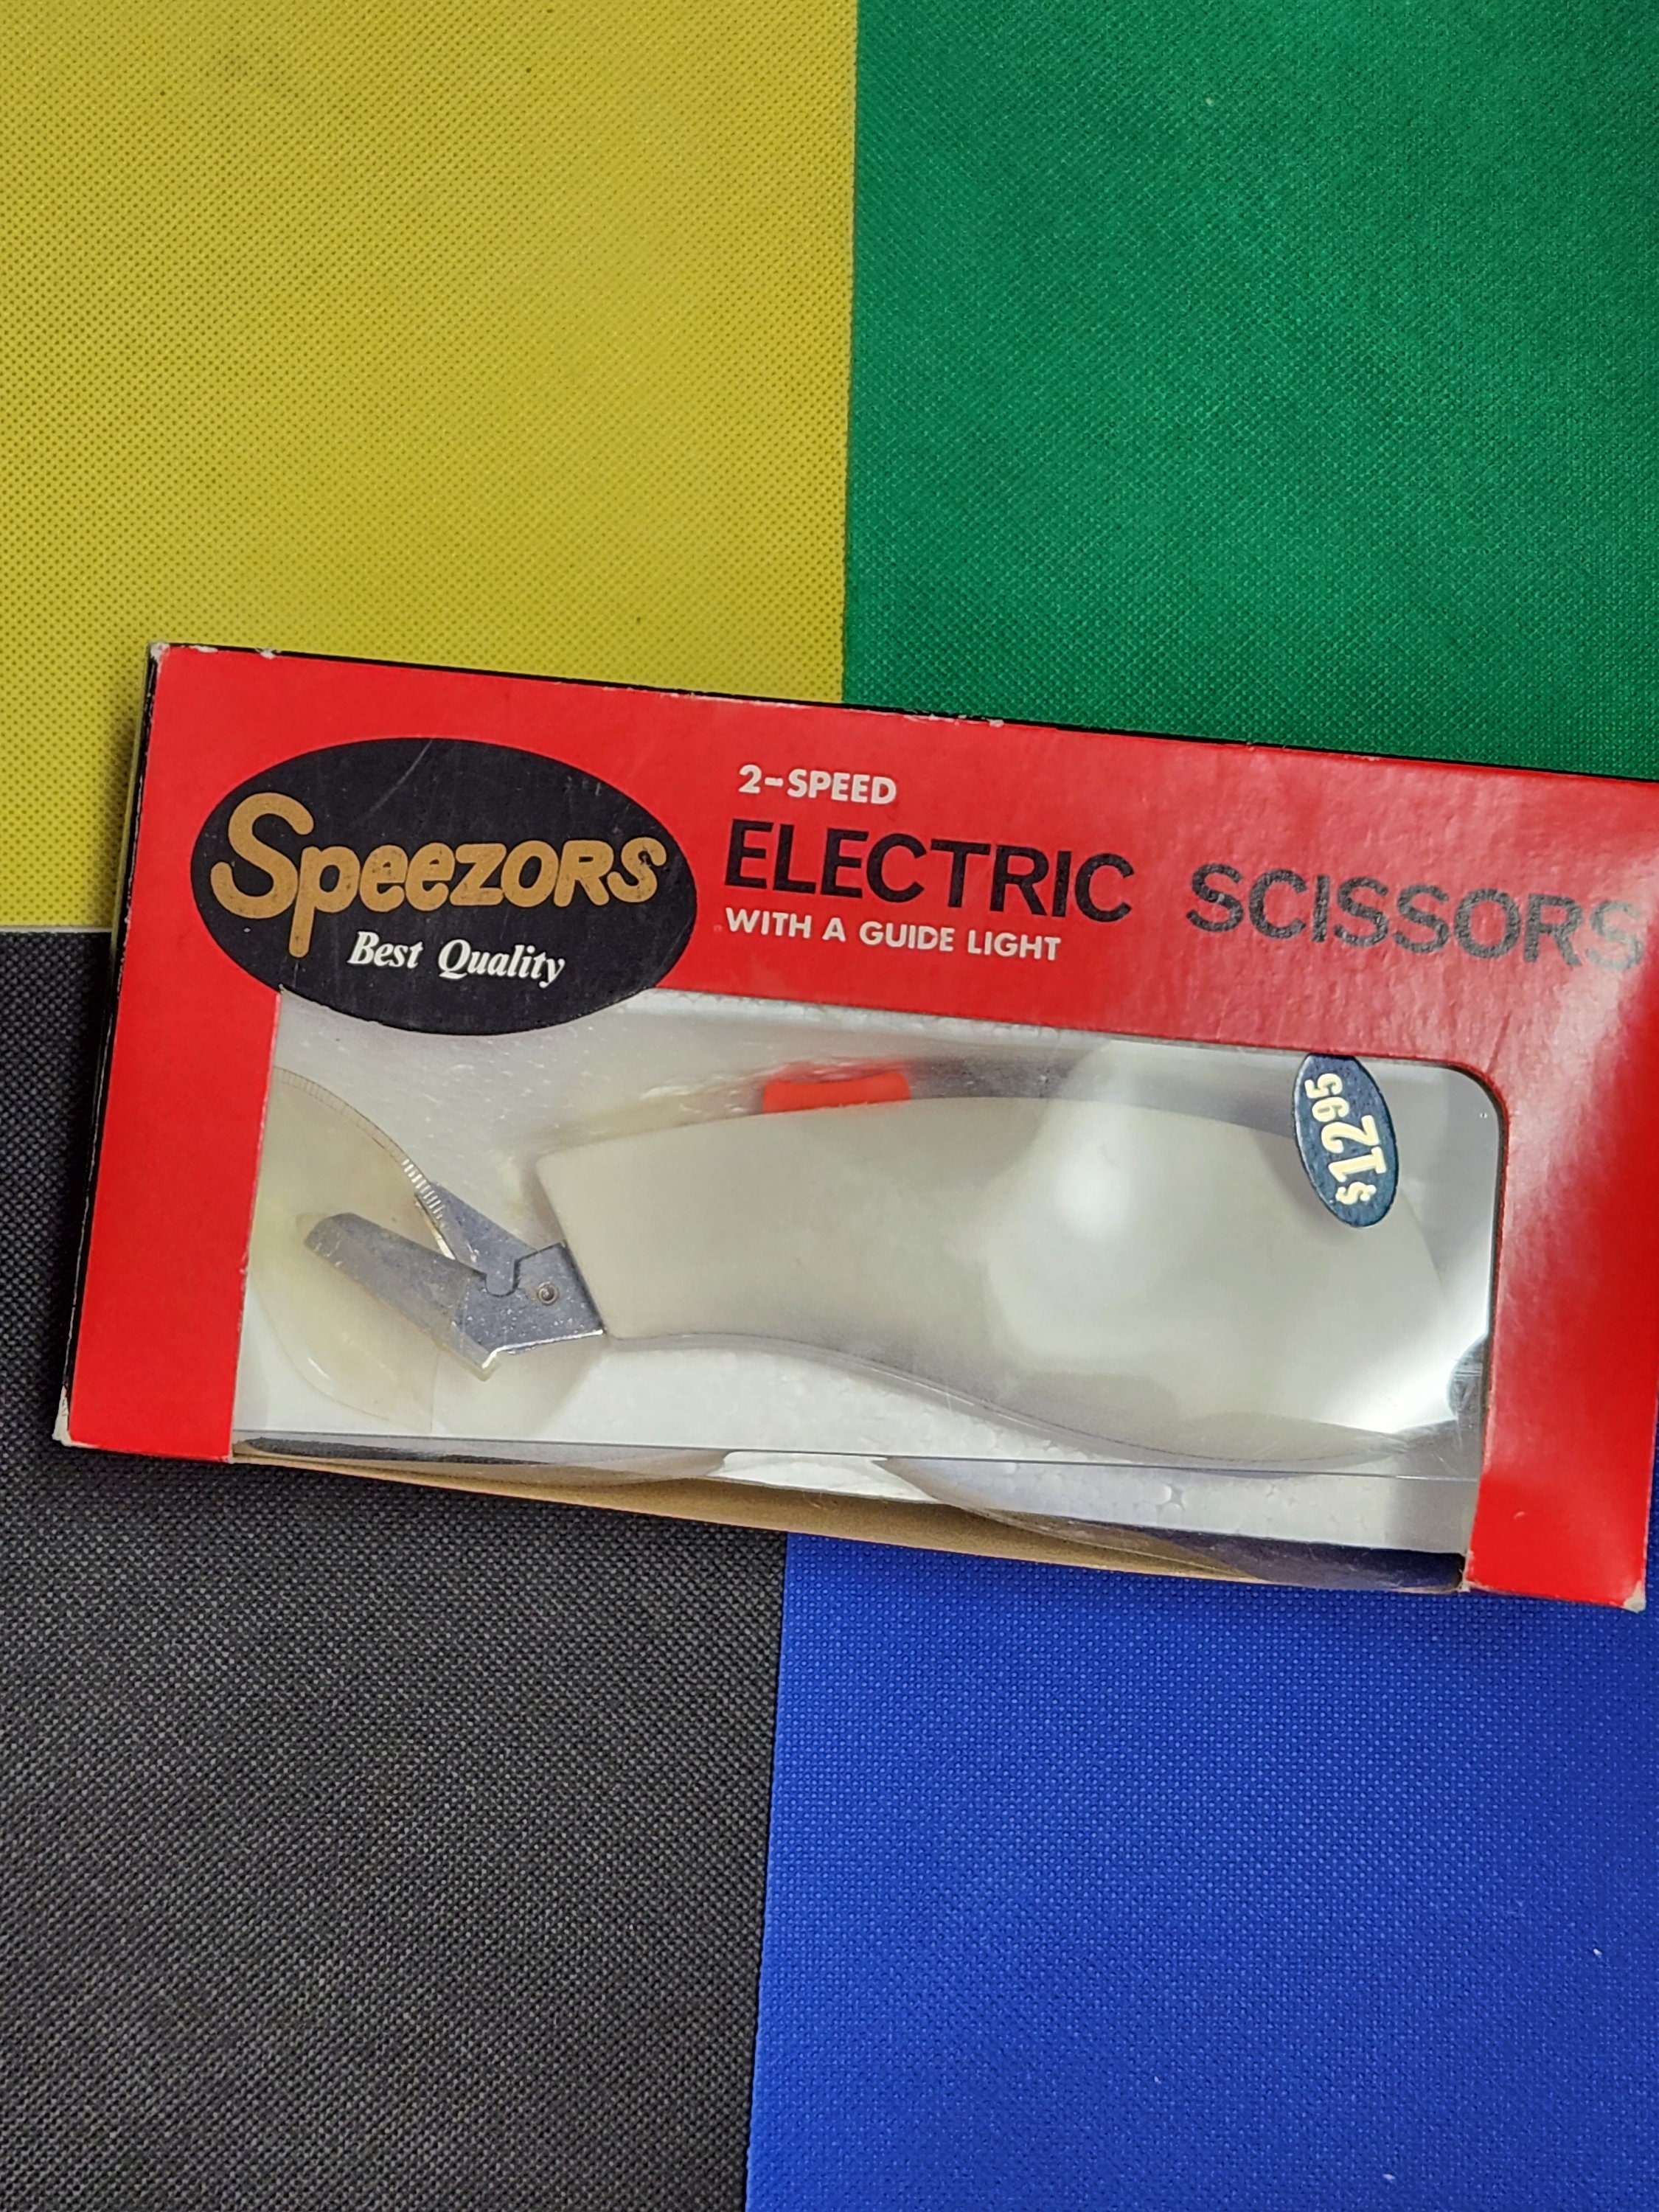 Speezors
Best Quality
2-SPEED
ELECTRIC SCISSORS
WITH A GUIDE LIGHT
$12 95